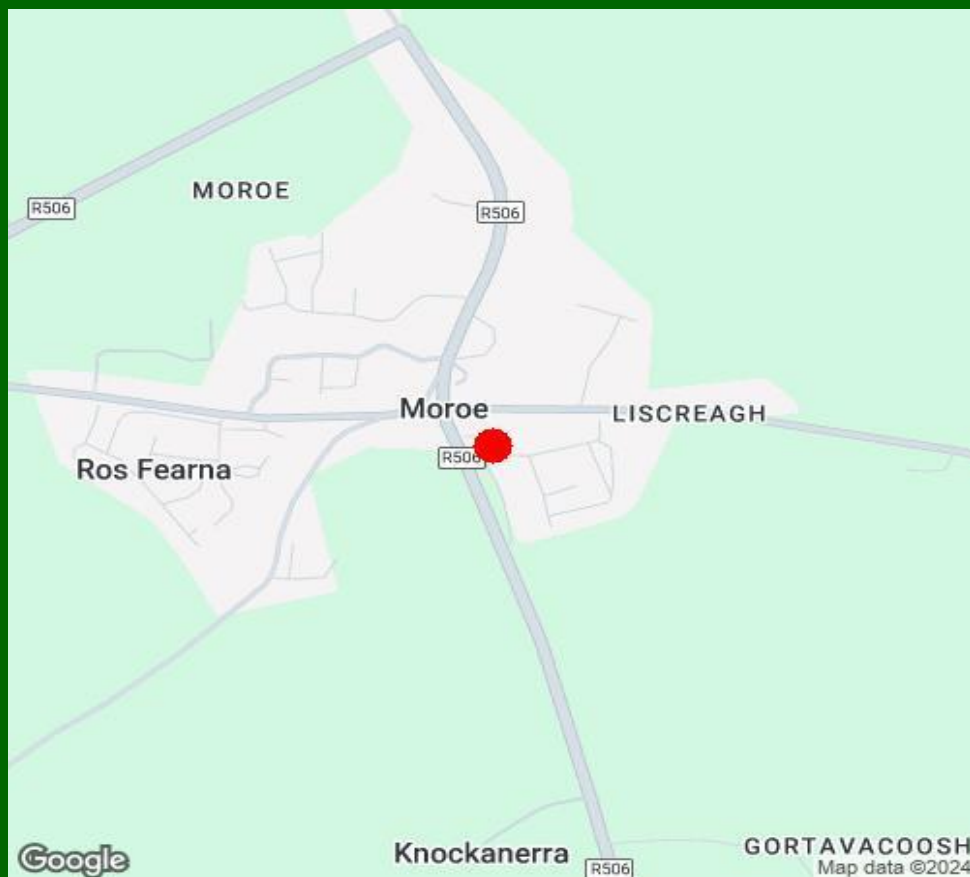 MOROE
R506
R506
Moroe
LISCREAGH
R506
Ros Fearna
Knockanerra
GORTAVACOOSH
Google
R506
Map data ©2024